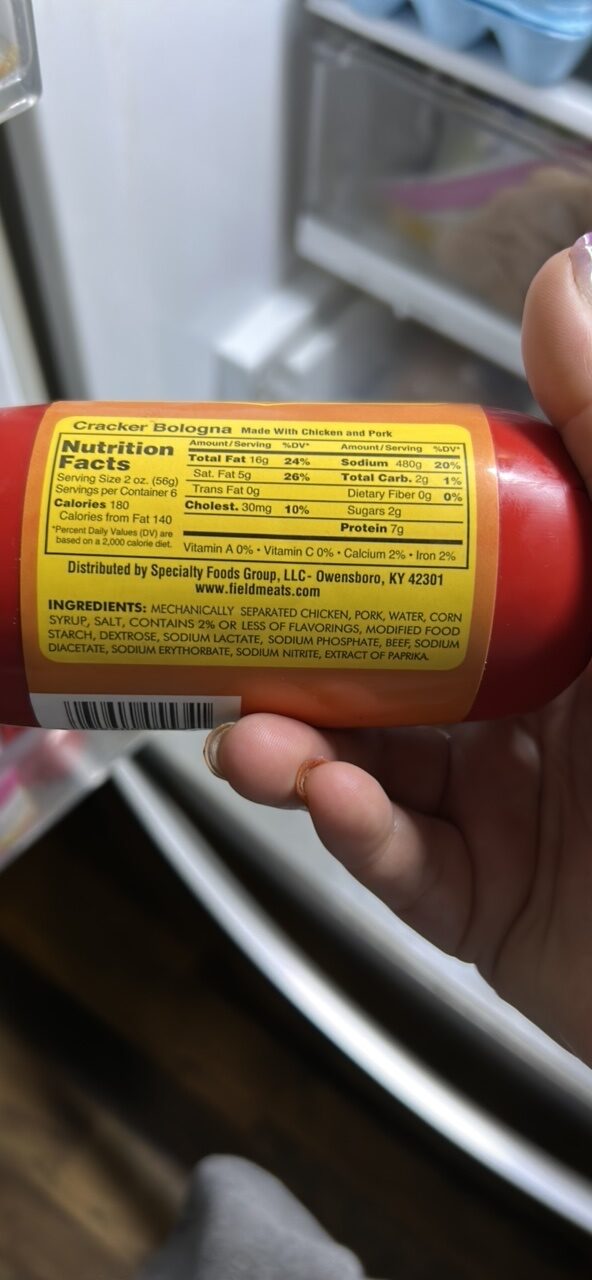 Cracker Bologna Made With Chicken and Pork
Nutrition
Facts
Serving Size 2 oz. (56g)
Servings per Container 6
Calories 180
Calories from Fat 140
*Percent Daily Values (DV) are
based on a 2,000 calorie diet.
Amount/Serving %DV*
Total Fat 16g 24%
Sat. Fat 5g 26%
Trans Fat 0g
Cholest. 30mg 10%
Amount/Serving %DV*
Sodium 480g 20%
Total Carb. 2g 1%
Dietary Fiber 0g 0%
Sugars 2g
Protein 7g
Vitamin A 0% • Vitamin C 0% • Calcium 2% • Iron 2%
Distributed by Specialty Foods Group, LLC- Owensboro, KY 42301
www.fieldmeats.com
INGREDIENTS: MECHANICALLY SEPARATED CHICKEN, PORK, WATER, CORN
SYRUP, SALT, CONTAINS 2% OR LESS OF FLAVORINGS, MODIFIED FOOD
STARCH, DEXTROSE, SODIUM LACTATE, SODIUM PHOSPHATE, BEEF, SODIUM
DIACETATE, SODIUM ERYTHORBATE, SODIUM NITRITE, EXTRACT OF PAPRIKA.